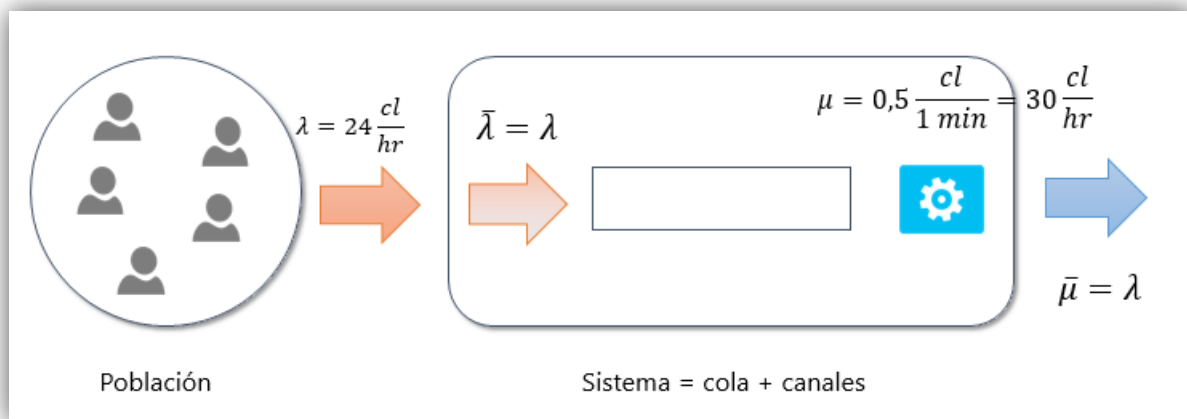 λ = 24 cl/hr
λ̄ = λ
μ = 0,5 cl/1 min = 30 cl/hr
μ̄ = λ
Población
Sistema = cola + canales